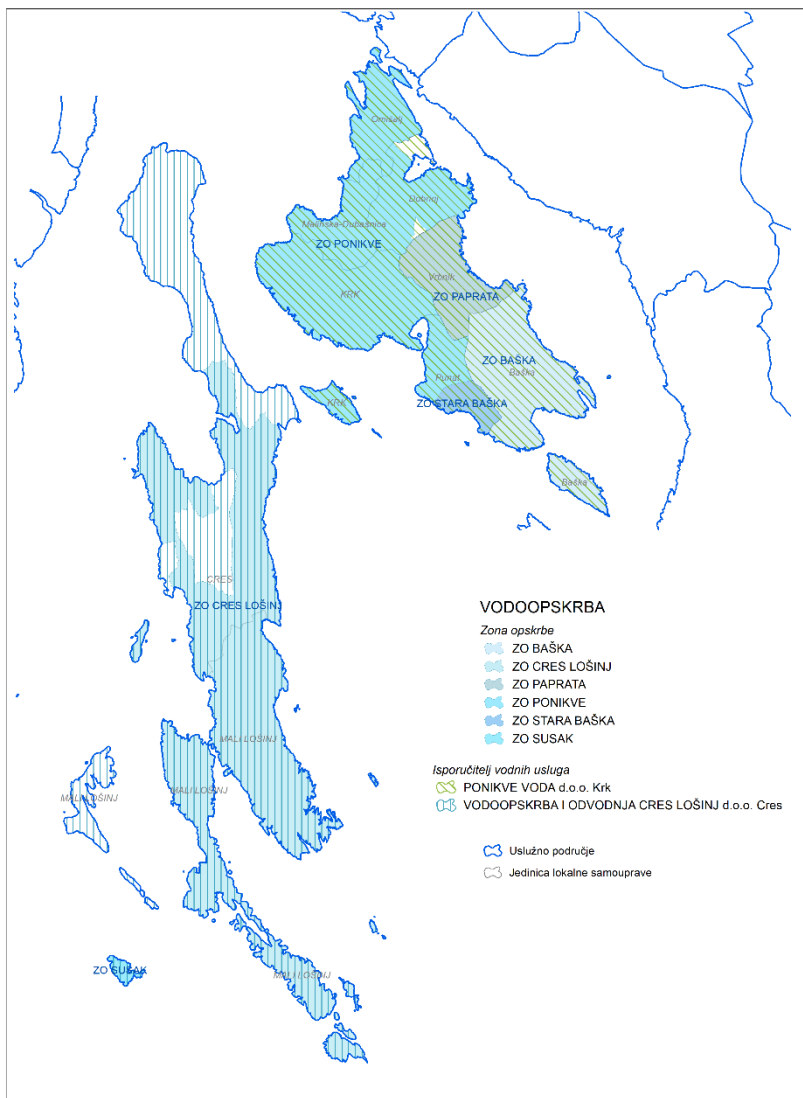 Omišalj
Dobrinj
Malinska-Dubašnica
ZO PONIKVE
Vrbnik
KRK
ZO PAPRATA
ZO BAŠKA
Baška
Punat
KRK
ZO STARA BAŠKA
Baška
CRES
ZO CRES LOŠINJ
MALI LOŠINJ
MALI LOŠINJ
MALI LOŠINJ
ZO SUSAK
MALI LOŠINJ
VODOOPSKRBA
Zona opskrbe
ZO BAŠKA
ZO CRES LOŠINJ
ZO PAPRATA
ZO PONIKVE
ZO STARA BAŠKA
ZO SUSAK
Isporučitelj vodnih usluga
PONIKVE VODA d.o.o. Krk
VODOOPSKRBA I ODVODNJA CRES LOŠINJ d.o.o. Cres
Uslužno područje
Jedinica lokalne samouprave